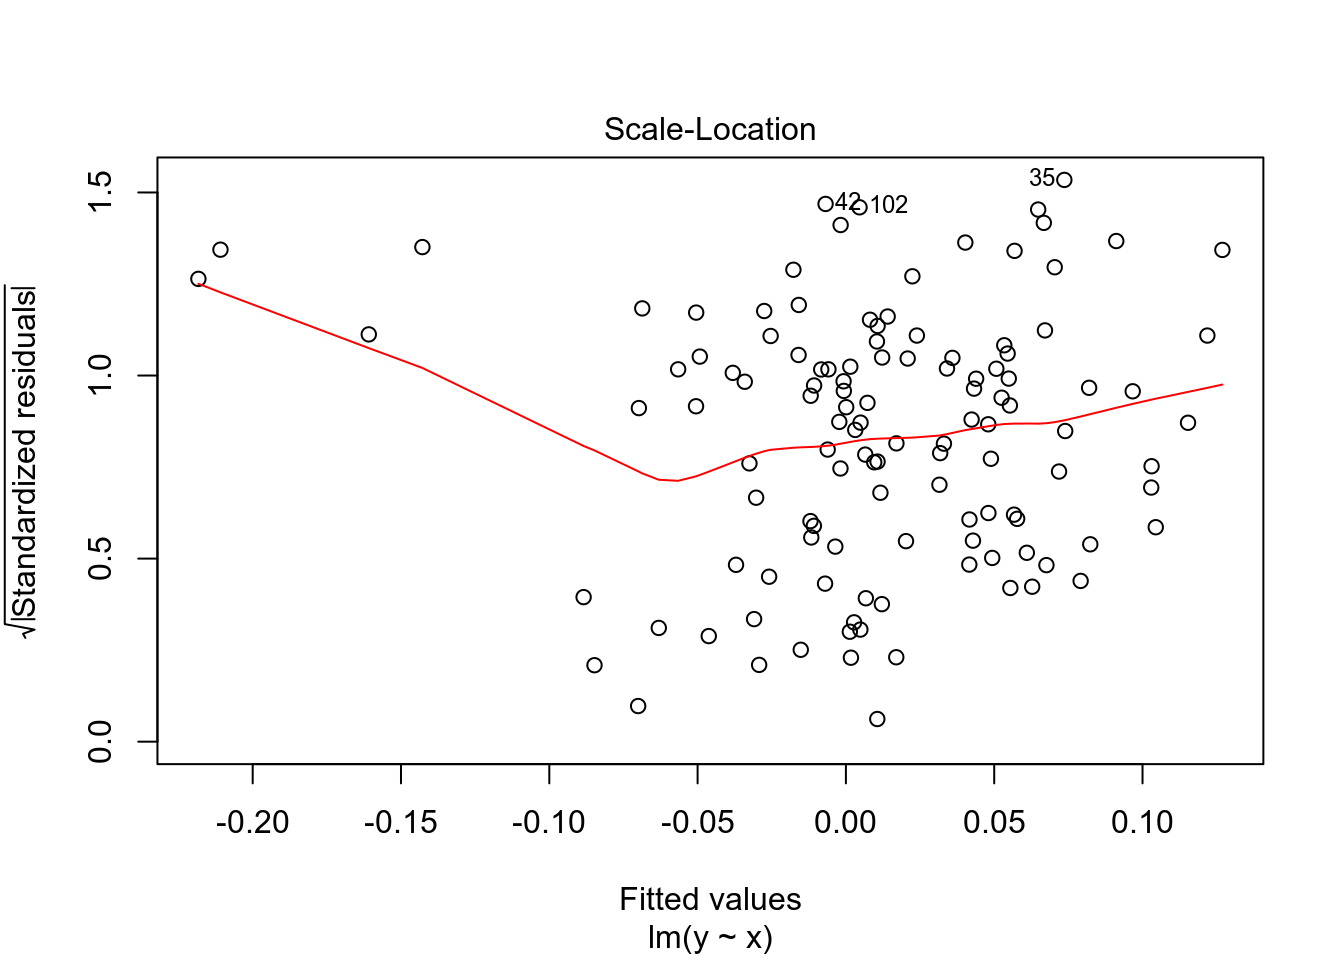 Scale-Location
√|Standardized residuals|
1.5
1.0
0.5
0.0
35
42
102
-0.20 -0.15 -0.10 -0.05 0.00 0.05 0.10
Fitted values
lm(y ~ x)